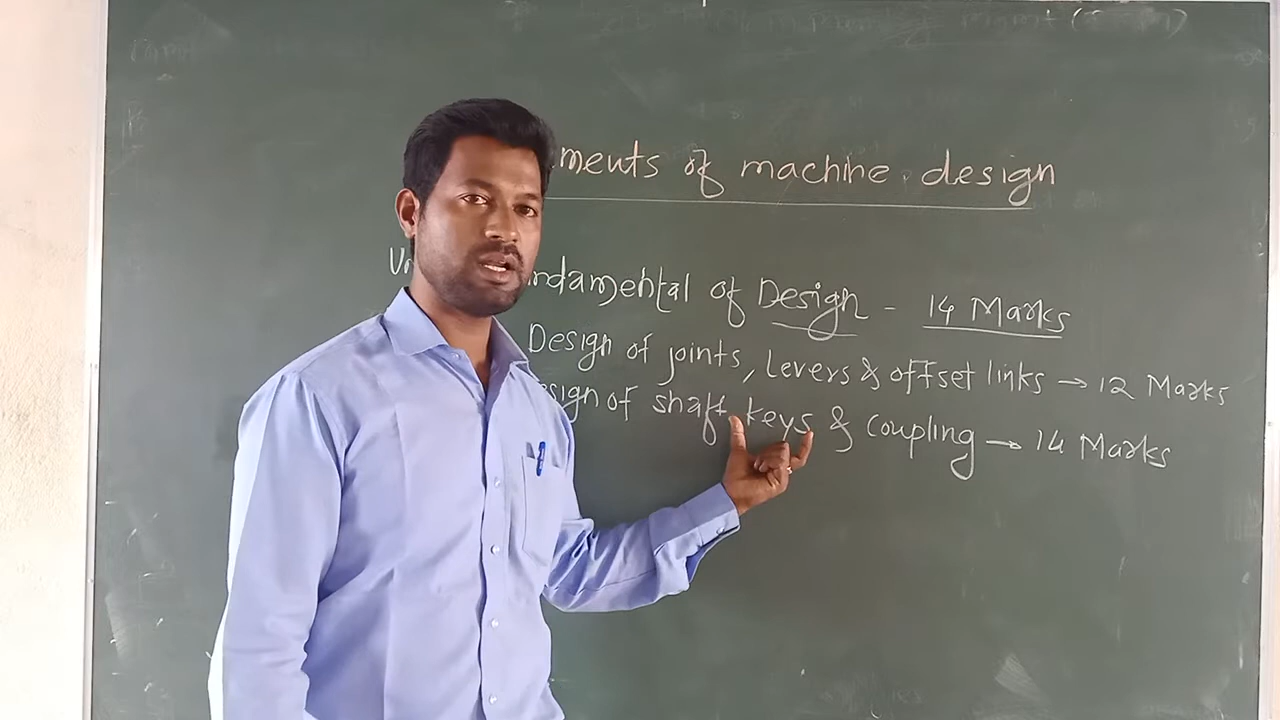 ments of machine design
ndamental of Design - 14 Marks
Design of joints, Levers & offset links → 12 Marks
sign of shaft, keys & Coupling → 14 Marks